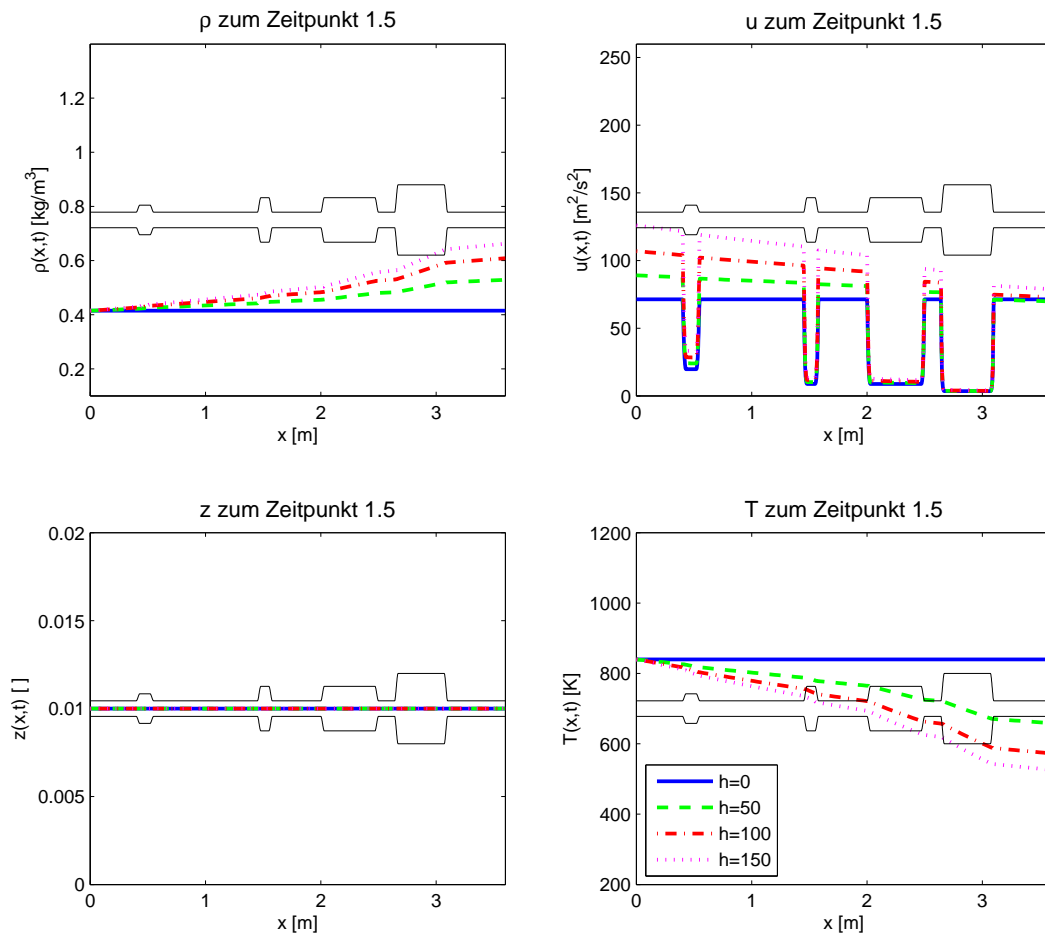 ρ zum Zeitpunkt 1.5
ρ(x,t) [kg/m³]
1.2
1
0.8
0.6
0.4
0.2
0 1 2 3
x [m]
u zum Zeitpunkt 1.5
u(x,t) [m²/s²]
250
200
150
100
50
0
0 1 2 3
x [m]
z zum Zeitpunkt 1.5
z(x,t) [ ]
0.02
0.015
0.01
0.005
0
0 1 2 3
x [m]
T zum Zeitpunkt 1.5
T(x,t) [K]
1200
1000
800
600
400
200
0 1 2 3
x [m]
h=0
h=50
h=100
h=150